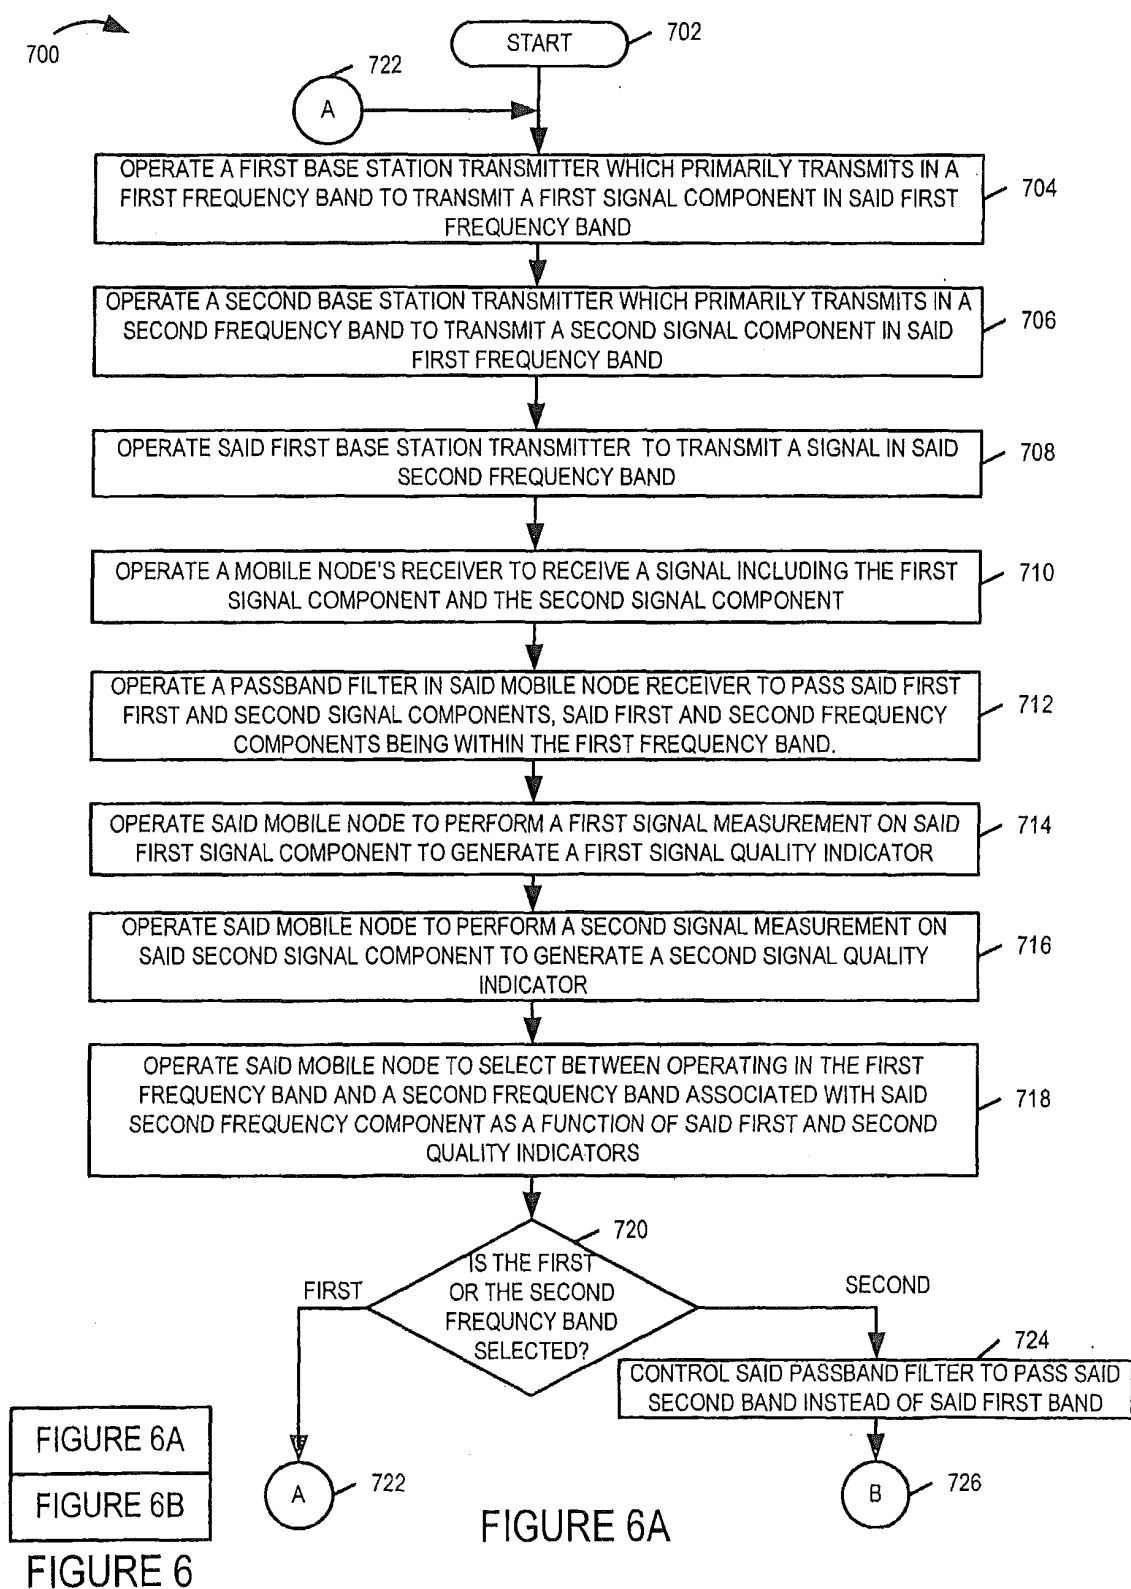 700
START
702
722
A
OPERATE A FIRST BASE STATION TRANSMITTER WHICH PRIMARILY TRANSMITS IN A
FIRST FREQUENCY BAND TO TRANSMIT A FIRST SIGNAL COMPONENT IN SAID FIRST
FREQUENCY BAND
704
OPERATE A SECOND BASE STATION TRANSMITTER WHICH PRIMARILY TRANSMITS IN A
SECOND FREQUENCY BAND TO TRANSMIT A SECOND SIGNAL COMPONENT IN SAID
FIRST FREQUENCY BAND
706
OPERATE SAID FIRST BASE STATION TRANSMITTER TO TRANSMIT A SIGNAL IN SAID
SECOND FREQUENCY BAND
708
OPERATE A MOBILE NODE'S RECEIVER TO RECEIVE A SIGNAL INCLUDING THE FIRST
SIGNAL COMPONENT AND THE SECOND SIGNAL COMPONENT
710
OPERATE A PASSBAND FILTER IN SAID MOBILE NODE RECEIVER TO PASS SAID FIRST
FIRST AND SECOND SIGNAL COMPONENTS, SAID FIRST AND SECOND FREQUENCY
COMPONENTS BEING WITHIN THE FIRST FREQUENCY BAND.
712
OPERATE SAID MOBILE NODE TO PERFORM A FIRST SIGNAL MEASUREMENT ON SAID
FIRST SIGNAL COMPONENT TO GENERATE A FIRST SIGNAL QUALITY INDICATOR
714
OPERATE SAID MOBILE NODE TO PERFORM A SECOND SIGNAL MEASUREMENT ON
SAID SECOND SIGNAL COMPONENT TO GENERATE A SECOND SIGNAL QUALITY
INDICATOR
716
OPERATE SAID MOBILE NODE TO SELECT BETWEEN OPERATING IN THE FIRST
FREQUENCY BAND AND A SECOND FREQUENCY BAND ASSOCIATED WITH SAID
SECOND FREQUENCY COMPONENT AS A FUNCTION OF SAID FIRST AND SECOND
QUALITY INDICATORS
718
720
IS THE FIRST
OR THE SECOND
FREQUNCY BAND
SELECTED?
FIRST
SECOND
724
CONTROL SAID PASSBAND FILTER TO PASS SAID
SECOND BAND INSTEAD OF SAID FIRST BAND
A
722
B
726
FIGURE 6A
FIGURE 6B
FIGURE 6
FIGURE 6A